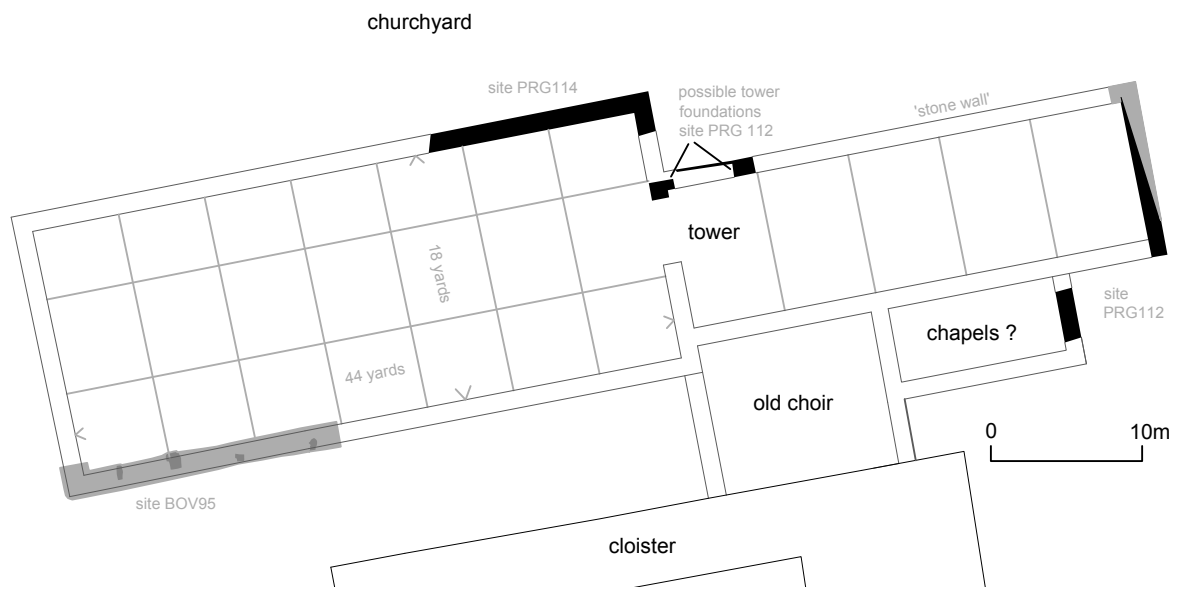 churchyard
site PRG114
possible tower
foundations
site PRG 112
'stone wall'
18 yards
tower
site
PRG112
chapels ?
44 yards
old choir
0 10m
site BOV95
cloister